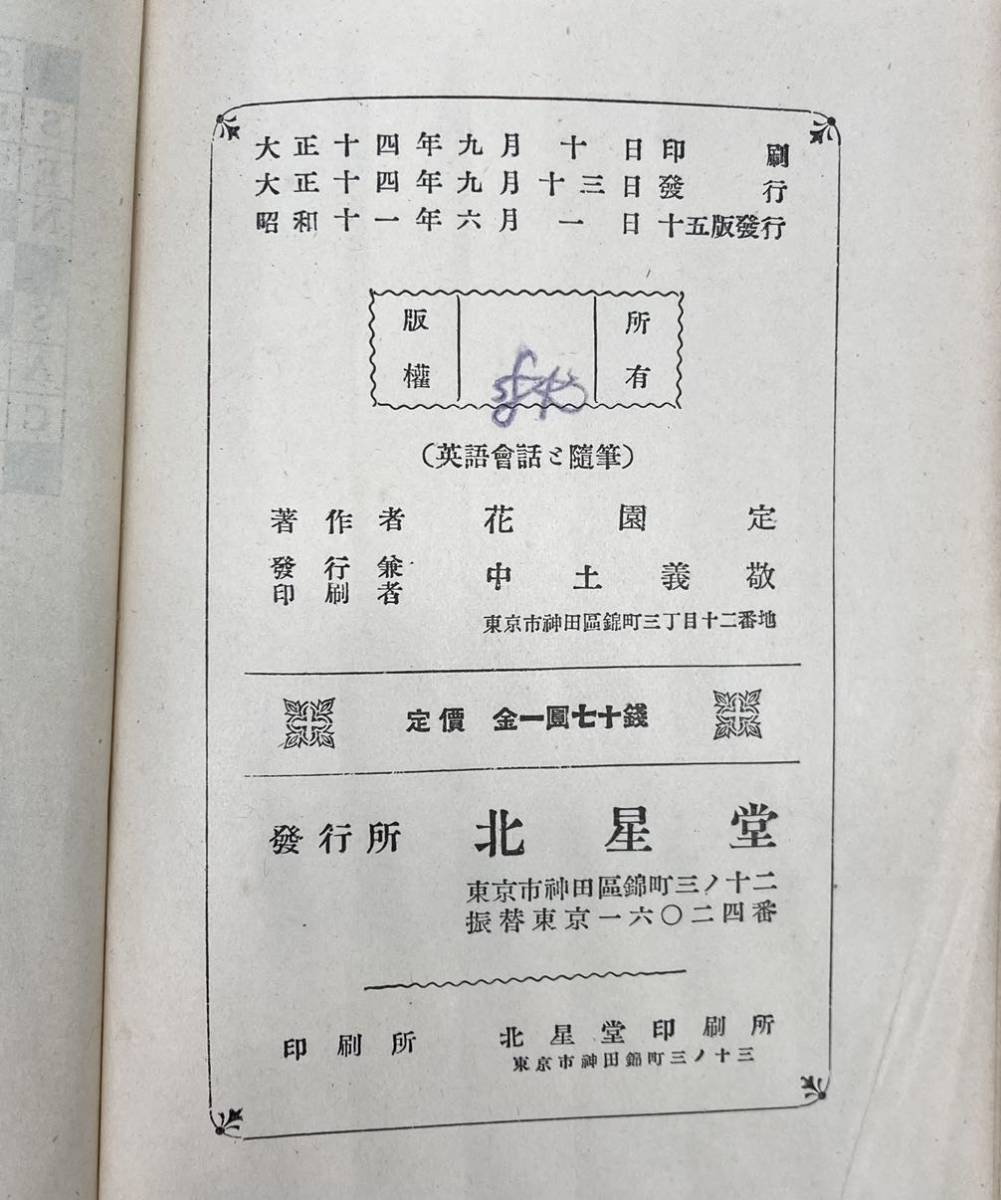 大正十四年九月十日印刷
大正十四年九月十三日發行
昭和十一年六月一日十五版發行
版權
所有
(英語會話と隨筆)
著作者 花園定
發行兼印刷者 中土義敬
東京市神田區錦町三丁目十二番地
定價 金一圓七十錢
發行所 北星堂
東京市神田區錦町三ノ十二
振替東京一六〇二四番
印刷所 北星堂印刷所
東京市神田錦町三ノ十三